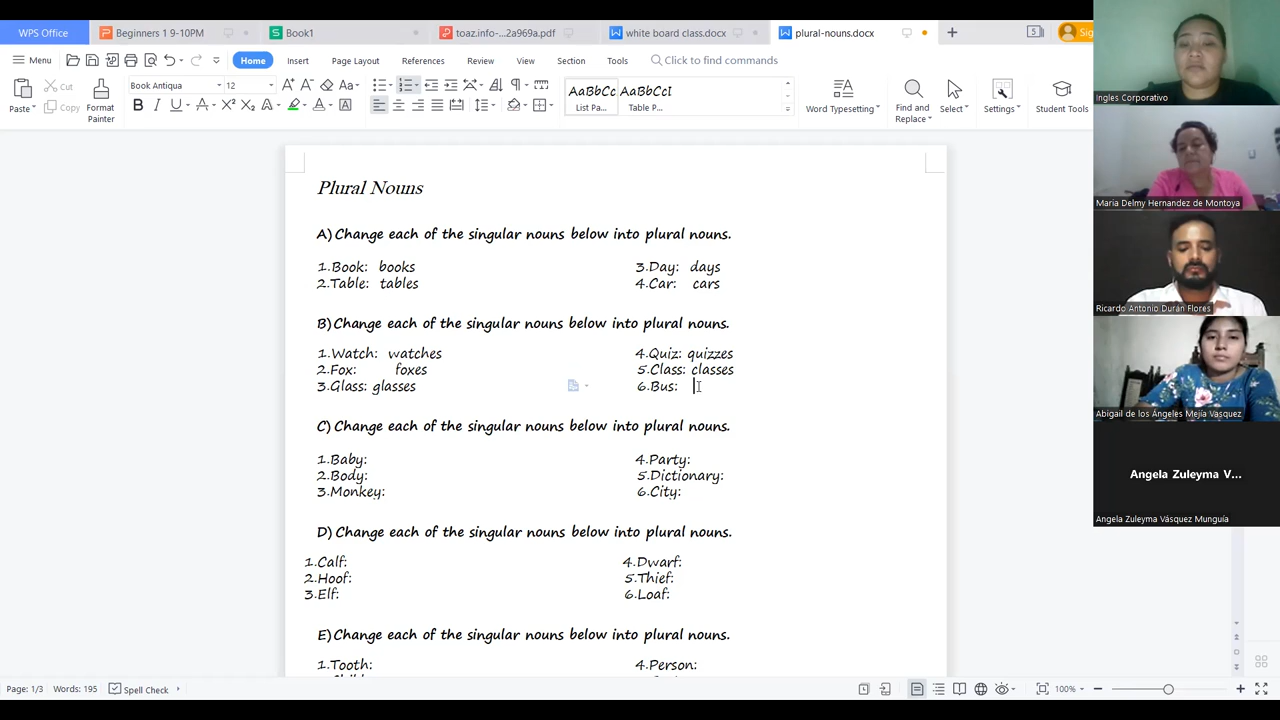 WPS Office
Beginners 1 9-10PM
Book1
toaz.info-...2a969a.pdf
white board class.docx
plural-nouns.docx
Menu
Home
Insert
Page Layout
References
Review
View
Section
Tools
Click to find commands
Paste
Cut
Copy
Format
Painter
Book Antiqua
12
AaBbCc
List Pa...
AaBbCcI
Table P...
Word Typesetting
Find and
Replace
Select
Settings
Student Tools
Plural Nouns
A) Change each of the singular nouns below into plural nouns.
1.Book: books
3.Day: days
2.Table: tables
4.Car: cars
B) Change each of the singular nouns below into plural nouns.
1.Watch: watches
4.Quiz: quizzes
2.Fox: foxes
5.Class: classes
3.Glass: glasses
6.Bus:
C) Change each of the singular nouns below into plural nouns.
1.Baby:
4.Party:
2.Body:
5.Dictionary:
3.Monkey:
6.City:
D) Change each of the singular nouns below into plural nouns.
1.Calf:
4.Dwarf:
2.Hoof:
5.Thief:
3.Elf:
6.Loaf:
E) Change each of the singular nouns below into plural nouns.
1.Tooth:
4.Person:
Page: 1/3
Words: 195
Spell Check
100%
Ingles Corporativo
Maria Delmy Hernandez de Montoya
Ricardo Antonio Durán Flores
Abigail de los Ángeles Mejía Vasquez
Angela Zuleyma V...
Angela Zuleyma Vásquez Munguía